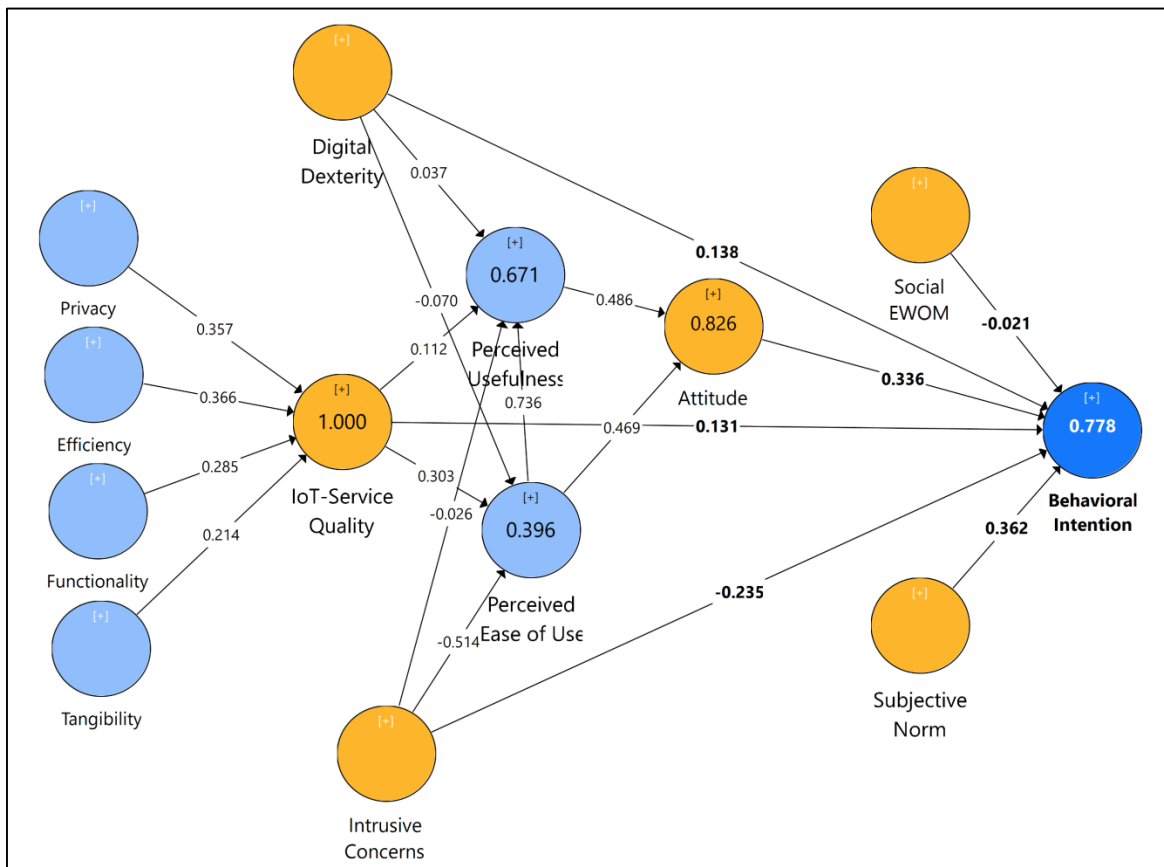 [+]
Digital
Dexterity
[+]
Privacy
[+]
Efficiency
[+]
Functionality
[+]
Tangibility
0.357
0.366
0.285
0.214
[+]
1.000
IoT-Service
Quality
0.037
-0.070
0.138
[+]
0.671
Perceived
Usefulness
0.112
0.736
0.303
-0.026
-0.514
[+]
0.396
Perceived
Ease of Use
0.486
0.469
[+]
0.826
Attitude
0.336
0.131
-0.235
[+]
Intrusive
Concerns
[+]
Social
EWOM
-0.021
[+]
0.778
Behavioral
Intention
0.362
[+]
Subjective
Norm